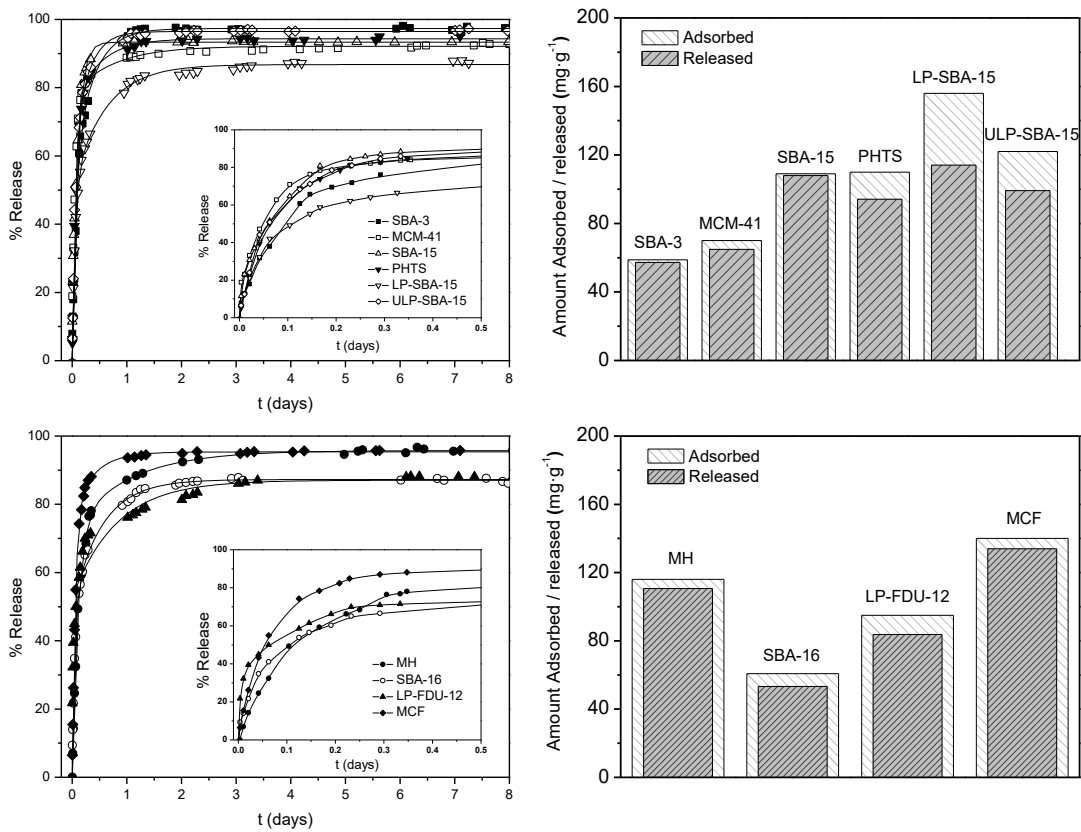 100
80
60
40
20
0
% Release
0 1 2 3 4 5 6 7 8
t (days)
100
80
60
40
20
0
% Release
0.0 0.1 0.2 0.3 0.4 0.5
t (days)
SBA-3
MCM-41
SBA-15
PHTS
LP-SBA-15
ULP-SBA-15
200
160
120
80
40
0
Amount Adsorbed / released (mg·g-1)
Adsorbed
Released
SBA-3
MCM-41
SBA-15
PHTS
LP-SBA-15
ULP-SBA-15
100
80
60
40
20
0
% Release
0 1 2 3 4 5 6 7 8
t (days)
100
80
60
40
20
0
% Release
0.0 0.1 0.2 0.3 0.4 0.5
t (days)
MH
SBA-16
LP-FDU-12
MCF
200
160
120
80
40
0
Amount Adsorbed / released (mg·g-1)
Adsorbed
Released
MH
SBA-16
LP-FDU-12
MCF